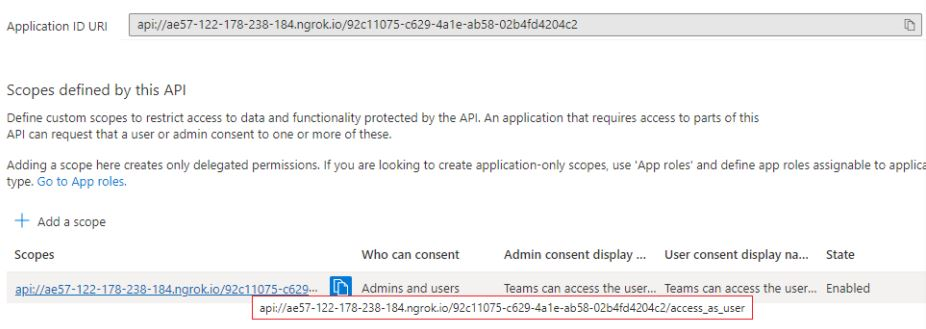 Application ID URI api://ae57-122-178-238-184.ngrok.io/92c11075-c629-4a1e-ab58-02b4fd4204c2
Scopes defined by this API
Define custom scopes to restrict access to data and functionality protected by the API. An application that requires access to parts of this
API can request that a user or admin consent to one or more of these.
Adding a scope here creates only delegated permissions. If you are looking to create application-only scopes, use 'App roles' and define app roles assignable to applica
type. Go to App roles.
+ Add a scope
Scopes Who can consent Admin consent display ... User consent display na... State
api://ae57-122-178-238-184.ngrok.io/92c11075-c629... Admins and users Teams can access the user... Teams can access the user... Enabled
api://ae57-122-178-238-184.ngrok.io/92c11075-c629-4a1e-ab58-02b4fd4204c2/access_as_user